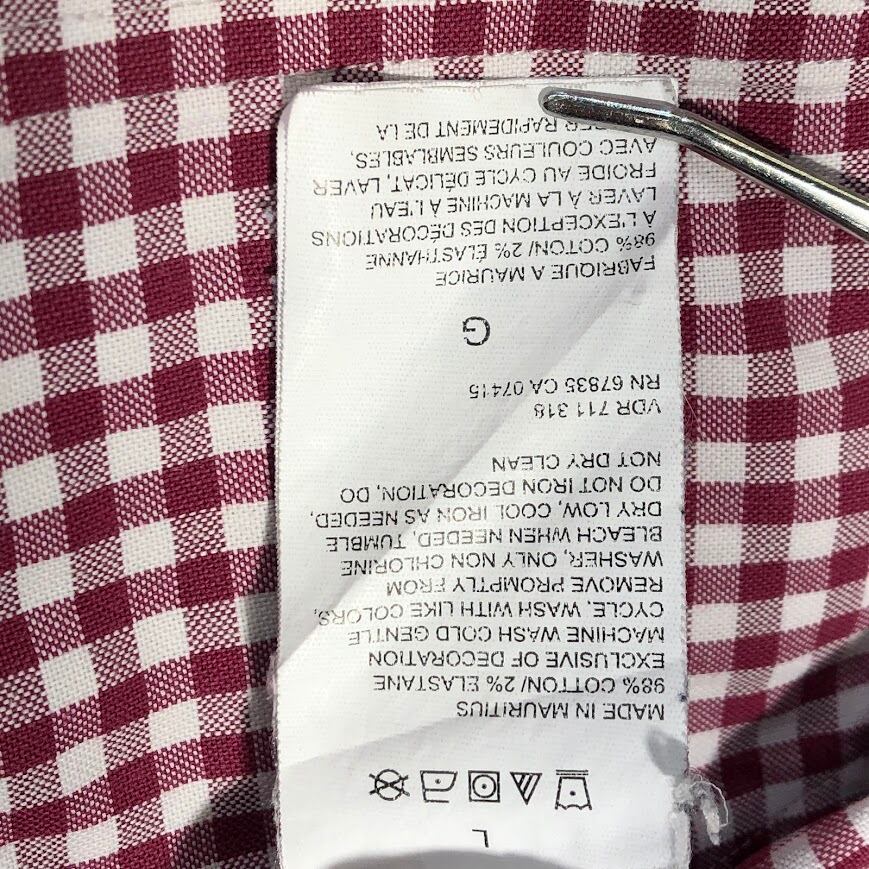 L
MADE IN MAURITIUS
98% COTTON/ 2% ELASTANE
EXCLUSIVE OF DECORATION
MACHINE WASH COLD GENTLE
CYCLE, WASH WITH LIKE COLORS,
REMOVE PROMPTLY FROM
WASHER, ONLY NON CHLORINE
BLEACH WHEN NEEDED, TUMBLE
DRY LOW, COOL IRON AS NEEDED,
DO NOT IRON DECORATION, DO
NOT DRY CLEAN
VDR 711 318
RN 67835 CA 07415
G
FABRIQUE A MAURICE
98% COTON/ 2% ÉLASTHANNE
A L'EXCEPTION DES DÉCORATIONS
LAVER À LA MACHINE À L'EAU
FROIDE AU CYCLE DÉLICAT, LAVER
AVEC COULEURS SEMBLABLES,
RAPIDEMENT DE LA